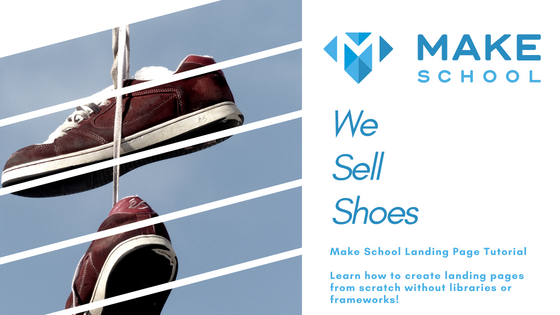 MAKE
SCHOOL
We
Sell
Shoes
Make School Landing Page Tutorial
Learn how to create landing pages
from scratch without libraries or
frameworks!